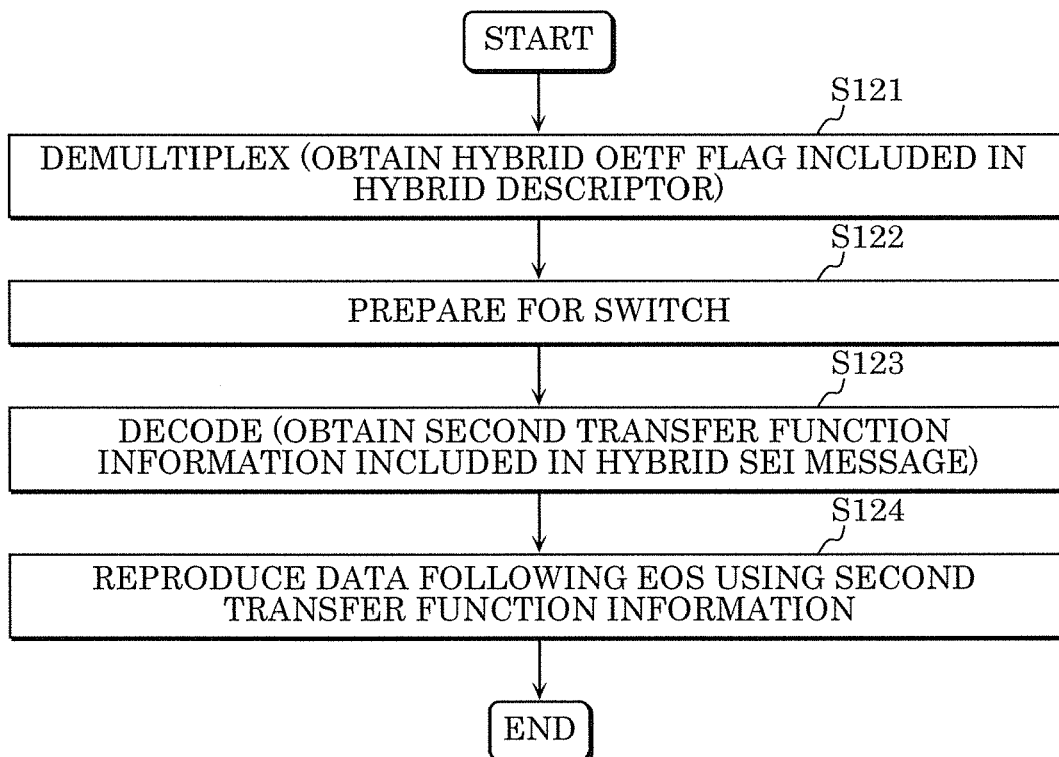 START
S121
DEMULTIPLEX (OBTAIN HYBRID OETF FLAG INCLUDED IN
HYBRID DESCRIPTOR)
S122
PREPARE FOR SWITCH
S123
DECODE (OBTAIN SECOND TRANSFER FUNCTION
INFORMATION INCLUDED IN HYBRID SEI MESSAGE)
S124
REPRODUCE DATA FOLLOWING EOS USING SECOND
TRANSFER FUNCTION INFORMATION
END